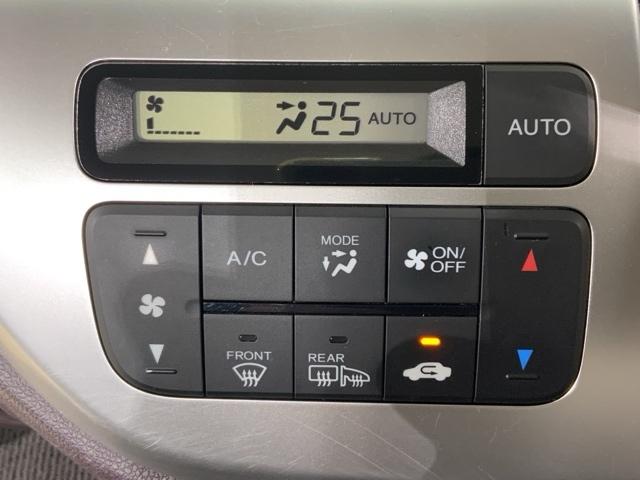 25 AUTO
AUTO
A/C
MODE
ON/
OFF
FRONT
REAR